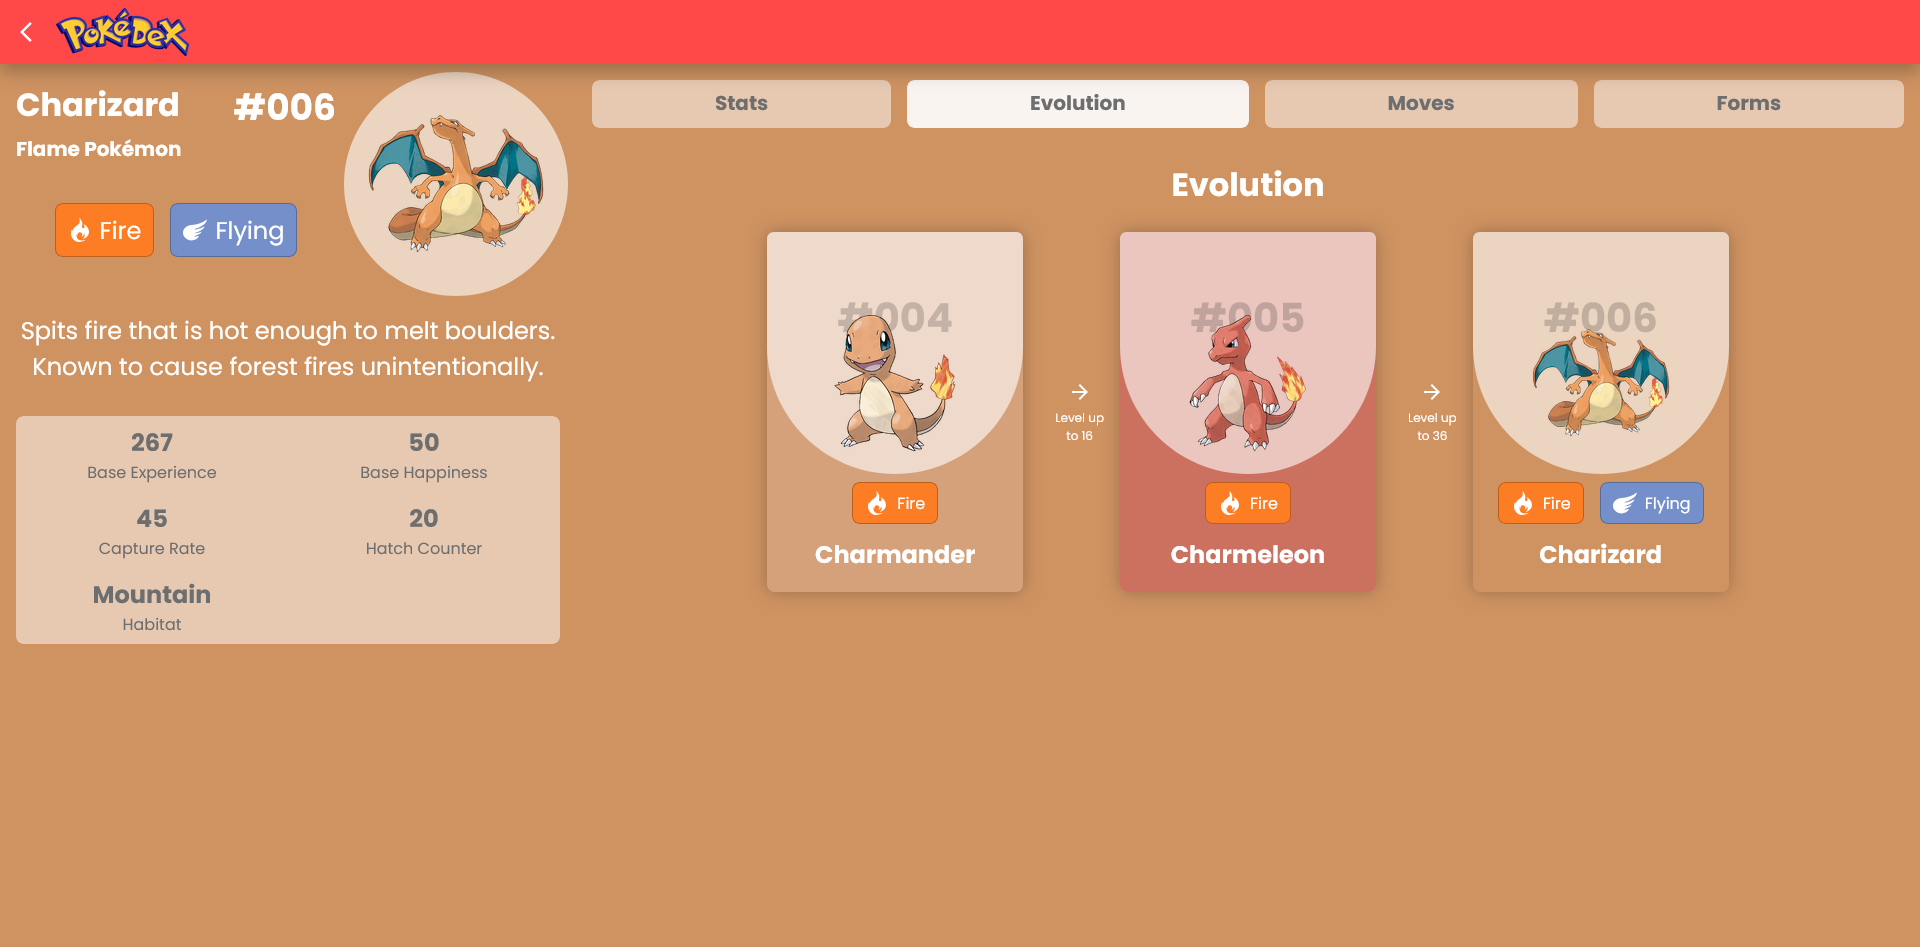 PokéDex
Charizard
#006
Flame Pokémon
Fire
Flying
Spits fire that is hot enough to melt boulders.
Known to cause forest fires unintentionally.
267
Base Experience
50
Base Happiness
45
Capture Rate
20
Hatch Counter
Mountain
Habitat
Stats
Evolution
Moves
Forms
Evolution
#004
Fire
Charmander
Level up
to 16
#005
Fire
Charmeleon
Level up
to 36
#006
Fire
Flying
Charizard